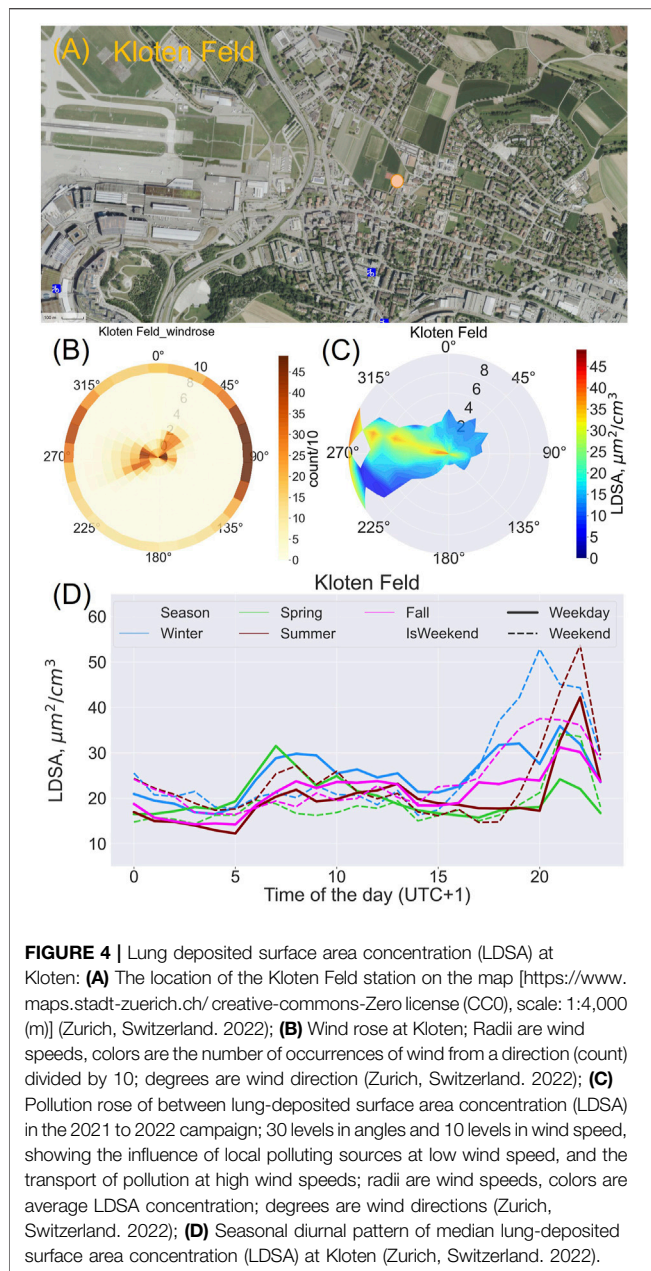 (A) Kloten Feld
Kloten Feld_windrose
(B)
0°
45°
90°
135°
180°
225°
270°
315°
10
8
6
4
2
45
40
35
30
25
20
15
10
5
0
count/10
Kloten Feld
(C)
0°
45°
90°
135°
180°
225°
270°
315°
8
6
4
2
45
40
35
30
25
20
15
10
5
0
LDSA, μm²/cm³
Kloten Feld
(D)
Season
Winter
Spring
Summer
Fall
IsWeekend
Weekday
Weekend
60
50
40
30
20
10
LDSA, μm²/cm³
0 5 10 15 20
Time of the day (UTC+1)
FIGURE 4 | Lung deposited surface area concentration (LDSA) at
Kloten: (A) The location of the Kloten Feld station on the map [https://www.
maps.stadt-zuerich.ch/ creative-commons-Zero license (CC0), scale: 1:4,000
(m)] (Zurich, Switzerland. 2022); (B) Wind rose at Kloten; Radii are wind
speeds, colors are the number of occurrences of wind from a direction (count)
divided by 10; degrees are wind direction (Zurich, Switzerland. 2022); (C)
Pollution rose of between lung-deposited surface area concentration (LDSA)
in the 2021 to 2022 campaign; 30 levels in angles and 10 levels in wind speed,
showing the influence of local polluting sources at low wind speed, and the
transport of pollution at high wind speeds; radii are wind speeds, colors are
average LDSA concentration; degrees are wind directions (Zurich,
Switzerland. 2022); (D) Seasonal diurnal pattern of median lung-deposited
surface area concentration (LDSA) at Kloten (Zurich, Switzerland. 2022).